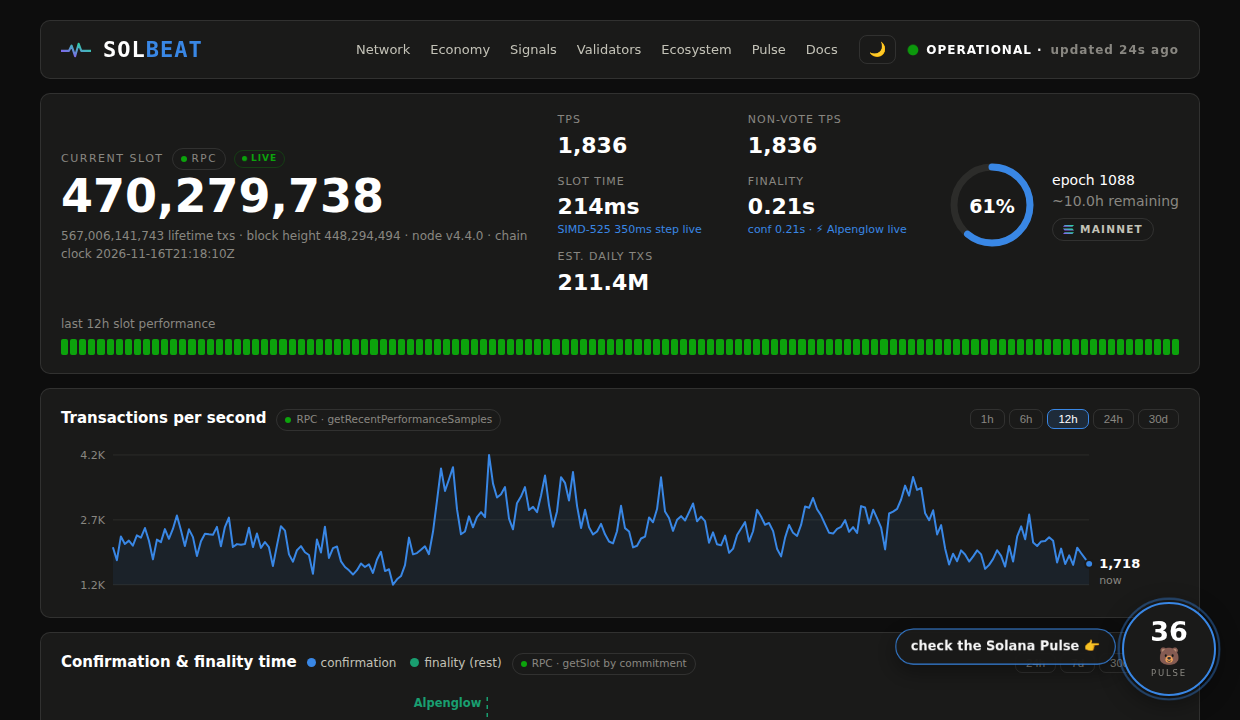 SOLBEAT
Network Economy Signals Validators Ecosystem Pulse Docs
OPERATIONAL · updated 24s ago
CURRENT SLOT RPC LIVE
470,279,738
567,006,141,743 lifetime txs · block height 448,294,494 · node v4.4.0 · chain
clock 2026-11-16T21:18:10Z
TPS
1,836
NON-VOTE TPS
1,836
SLOT TIME
214ms
SIMD-525 350ms step live
FINALITY
0.21s
conf 0.21s · ⚡ Alpenglow live
EST. DAILY TXS
211.4M
61%
epoch 1088
~10.0h remaining
MAINNET
last 12h slot performance
Transactions per second RPC · getRecentPerformanceSamples
1h 6h 12h 24h 30d
4.2K
2.7K
1.2K
1,718
now
Confirmation & finality time confirmation finality (rest) RPC · getSlot by commitment
Alpenglow
check the Solana Pulse 👉
36
PULSE